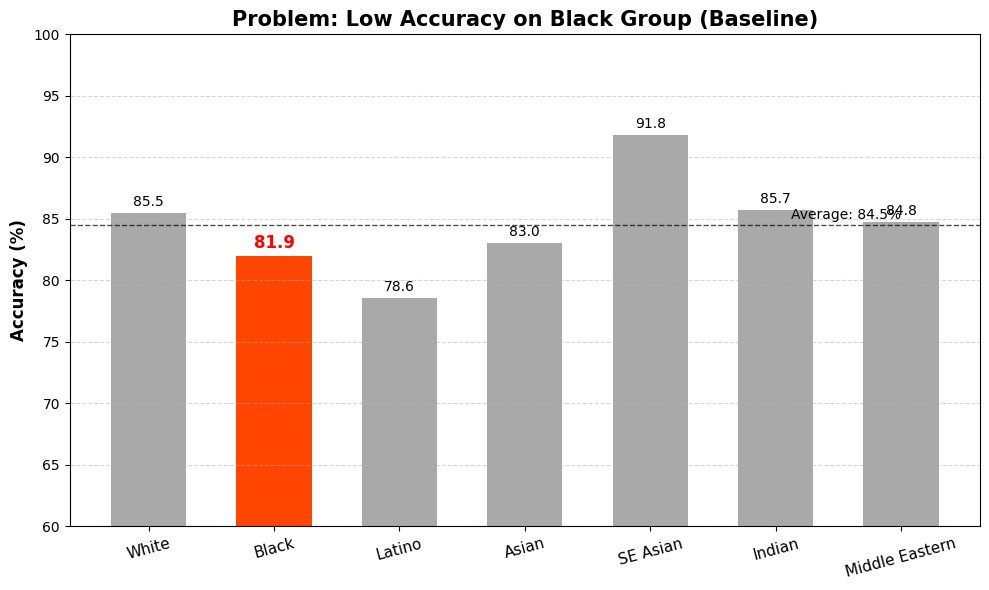 Problem: Low Accuracy on Black Group (Baseline)
Accuracy (%)
100
95
90
85
80
75
70
65
60
85.5
81.9
78.6
83.0
91.8
85.7
84.8
Average: 84.5%
White
Black
Latino
Asian
SE Asian
Indian
Middle Eastern